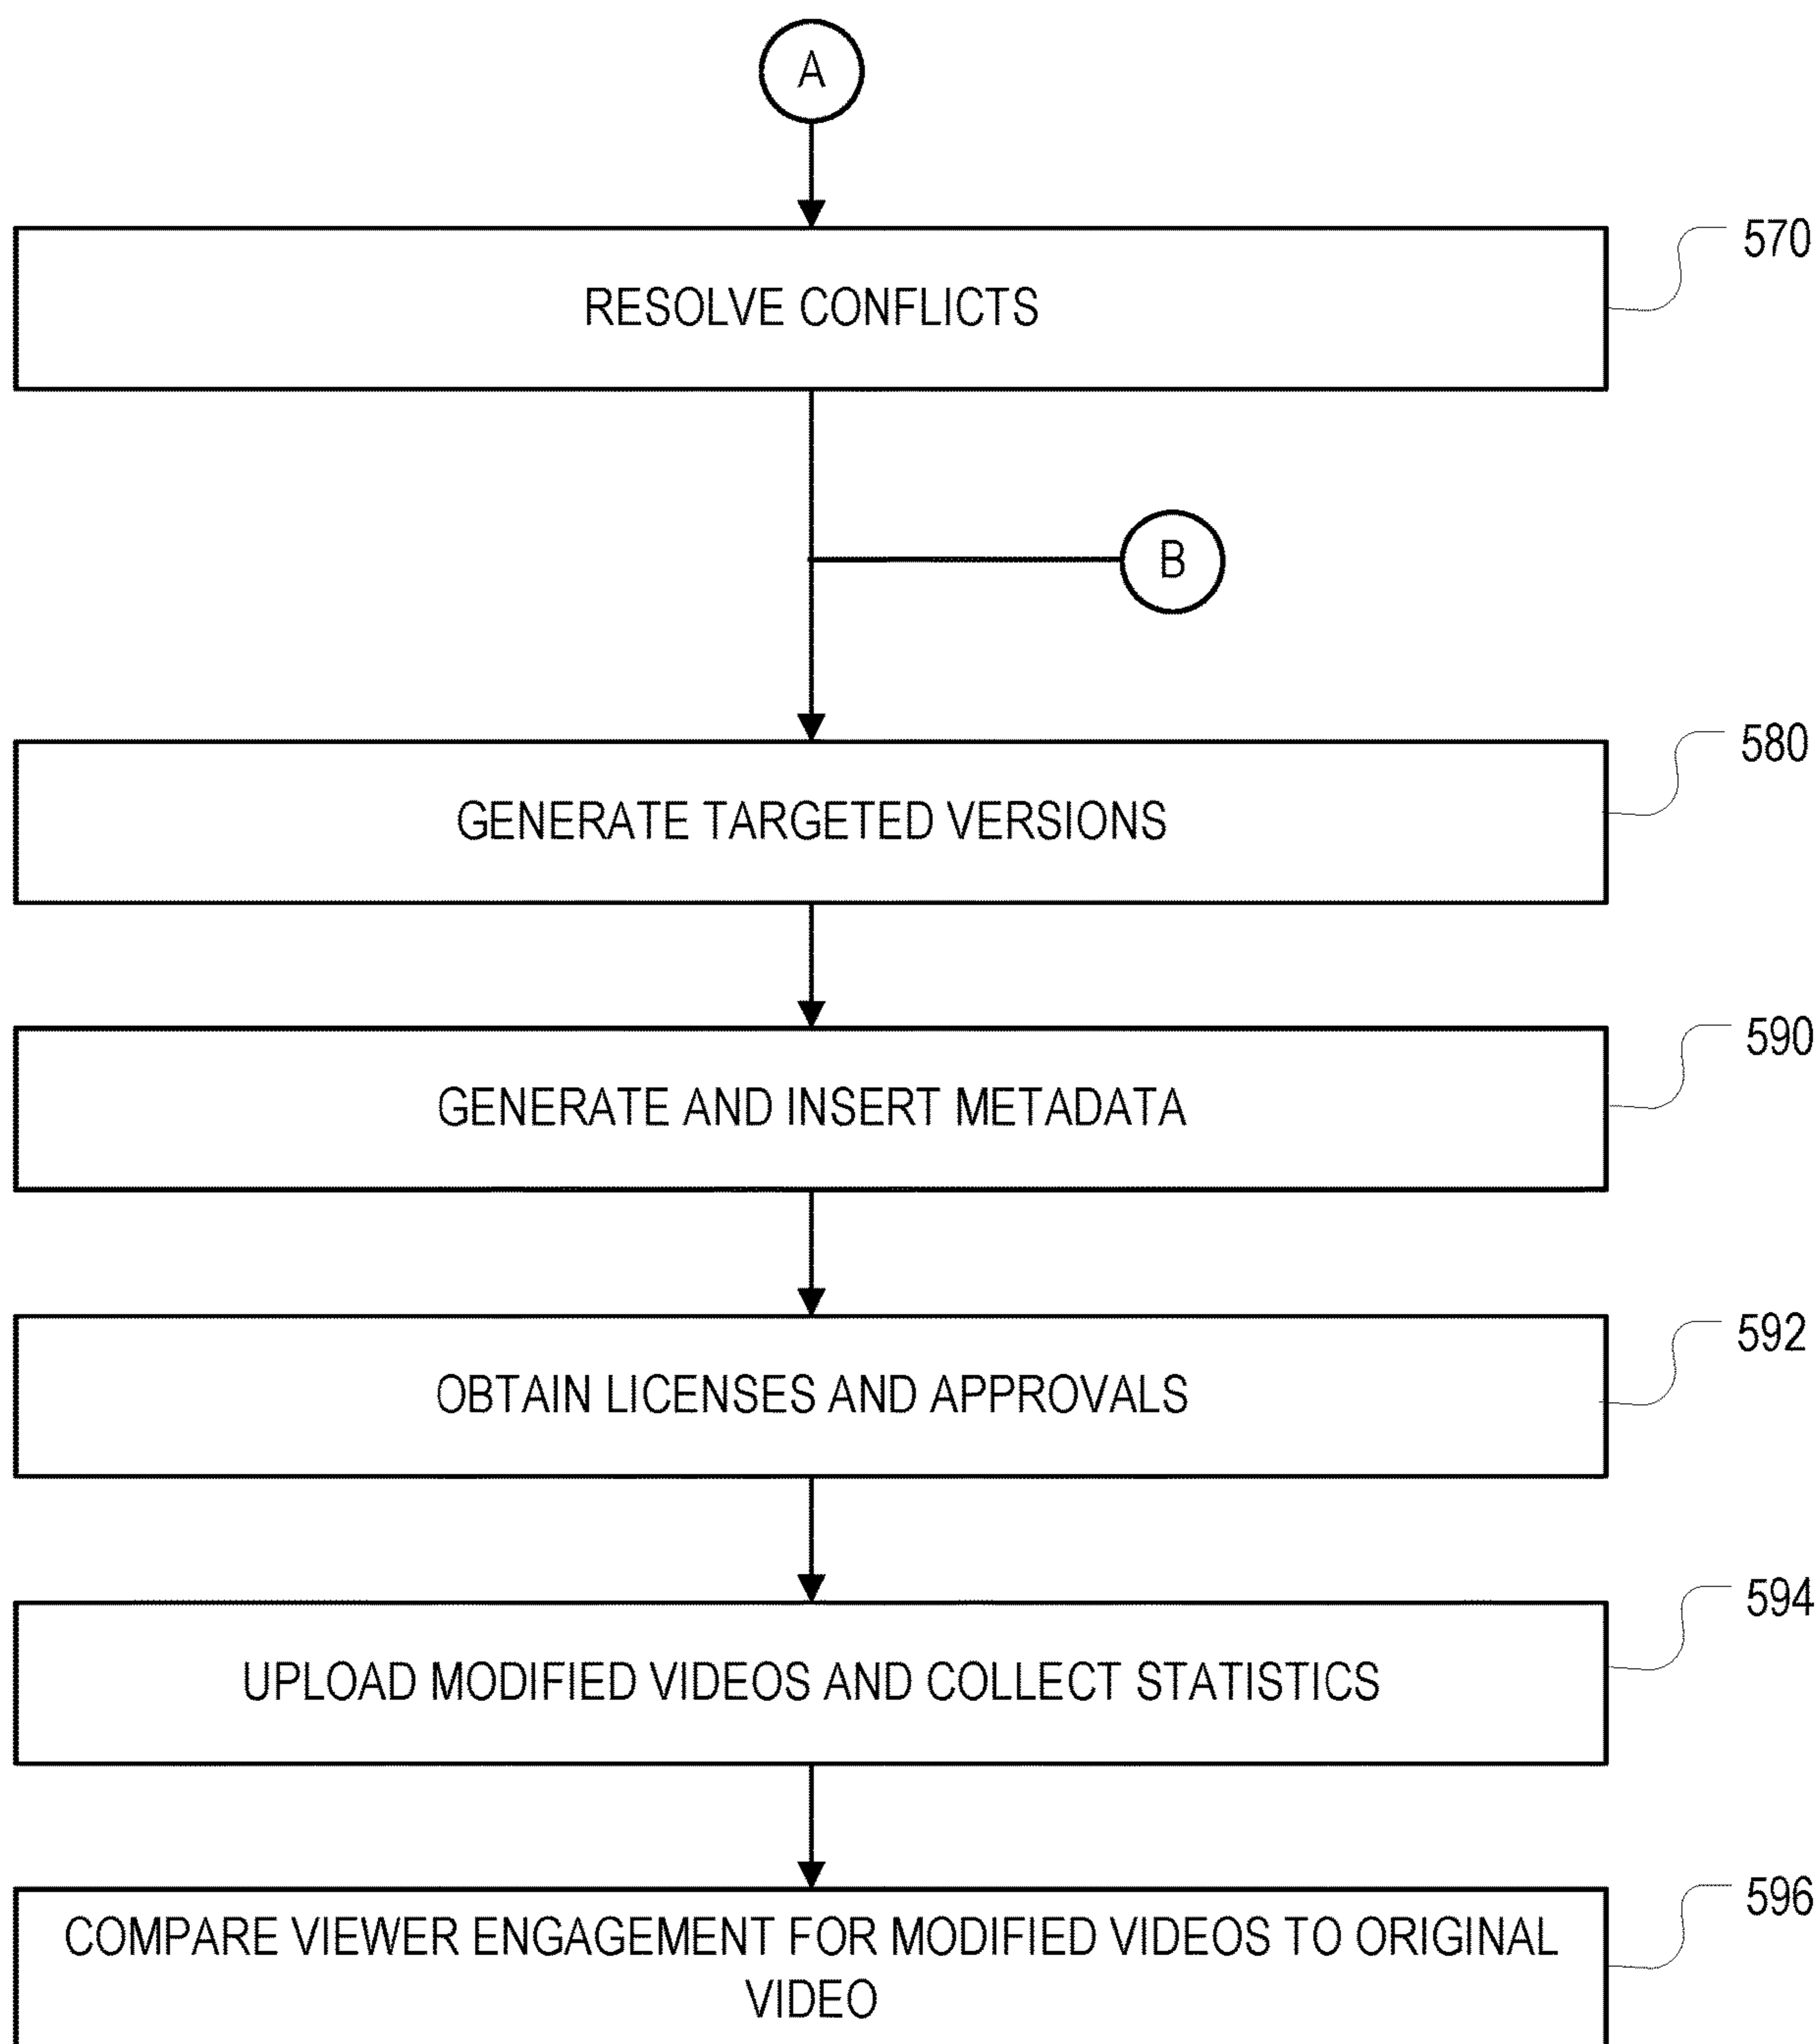 A
570
RESOLVE CONFLICTS
B
580
GENERATE TARGETED VERSIONS
590
GENERATE AND INSERT METADATA
592
OBTAIN LICENSES AND APPROVALS
594
UPLOAD MODIFIED VIDEOS AND COLLECT STATISTICS
596
COMPARE VIEWER ENGAGEMENT FOR MODIFIED VIDEOS TO ORIGINAL
VIDEO